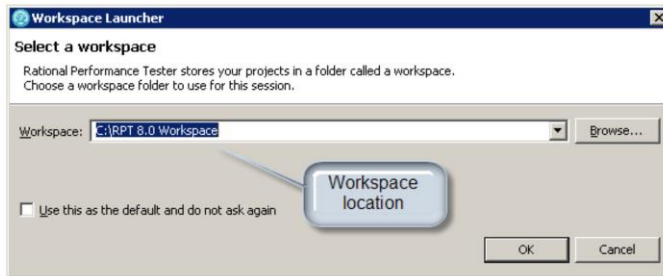 Workspace Launcher
Select a workspace
Rational Performance Tester stores your projects in a folder called a workspace.
Choose a workspace folder to use for this session.
Workspace: C:\RPT 8.0 Workspace Browse...
Workspace
location
Use this as the default and do not ask again
OK Cancel